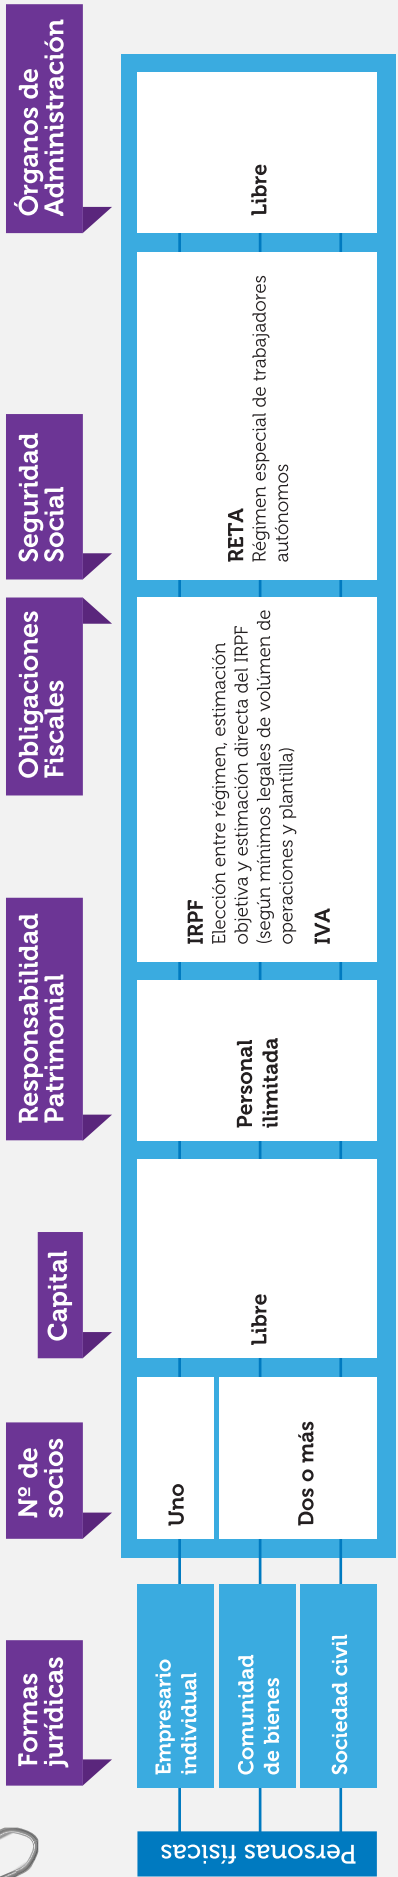 Formas
jurídicas
Nº de
socios
Capital
Responsabilidad
Patrimonial
Obligaciones
Fiscales
Seguridad
Social
Órganos de
Administración
Personas físicas
Empresario
individual
Comunidad
de bienes
Sociedad civil
Uno
Dos o más
Libre
Personal
ilimitada
IRPF
Elección entre régimen, estimación
objetiva y estimación directa del IRPF
(según mínimos legales de volúmen de
operaciones y plantilla)
IVA
RETA
Régimen especial de trabajadores
autónomos
Libre